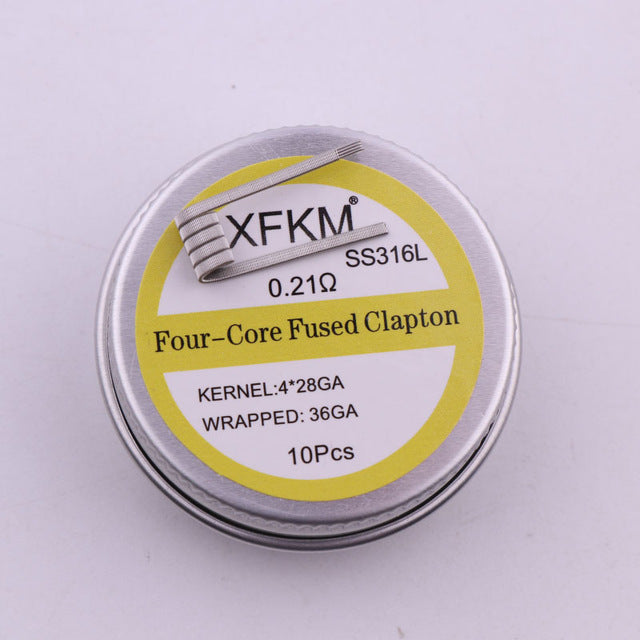 XFKM®
SS316L
0.21Ω
Four-Core Fused Clapton
KERNEL:4*28GA
WRAPPED: 36GA
10Pcs